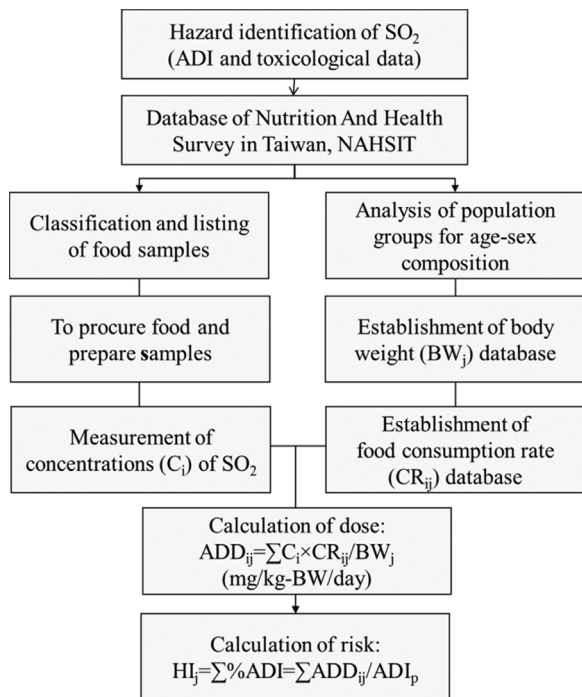 Hazard identification of SO₂
(ADI and toxicological data)
Database of Nutrition And Health
Survey in Taiwan, NAHSIT
Classification and listing
of food samples
Analysis of population
groups for age-sex
composition
To procure food and
prepare samples
Establishment of body
weight (BWⱼ) database
Measurement of
concentrations (Cᵢ) of SO₂
Establishment of
food consumption rate
(CRᵢⱼ) database
Calculation of dose:
ADDᵢⱼ=∑Cᵢ×CRᵢⱼ/BWⱼ
(mg/kg-BW/day)
Calculation of risk:
HIⱼ=∑%ADI=∑ADDᵢⱼ/ADIₚ